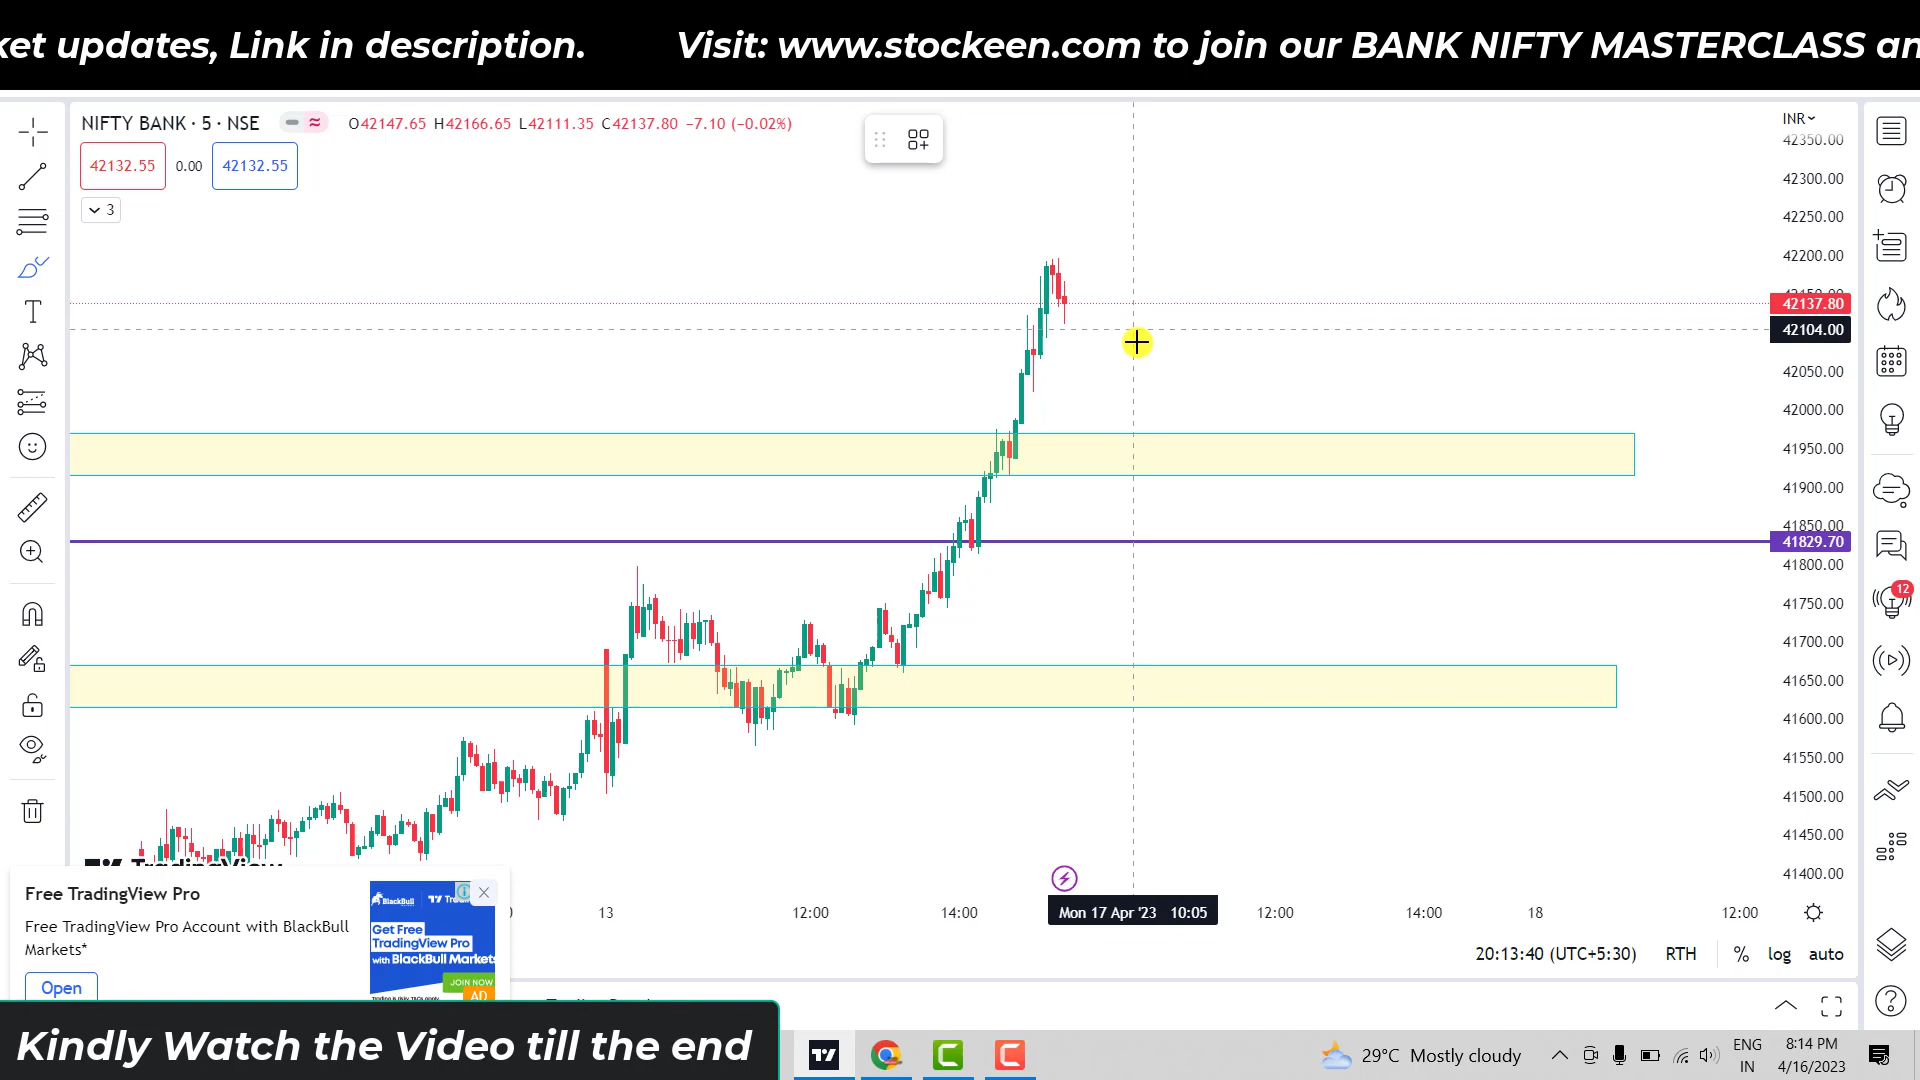 ket updates, Link in description. Visit: www.stockeen.com to join our BANK NIFTY MASTERCLASS an
NIFTY BANK · 5 · NSE O42147.65 H42166.65 L42111.35 C42137.80 −7.10 (−0.02%)
INR
42132.55 0.00 42132.55
3
42350.00
42300.00
42250.00
42200.00
42137.80
42104.00
42050.00
42000.00
41950.00
41900.00
41850.00
41829.70
41800.00
41750.00
41700.00
41650.00
41600.00
41550.00
41500.00
41450.00
41400.00
12
TradingView
13 12:00 14:00 Mon 17 Apr '23 10:05 12:00 14:00 18 12:00
20:13:40 (UTC+5:30) RTH % log auto
Free TradingView Pro
Free TradingView Pro Account with BlackBull
Markets*
Open
BlackBull
Get Free
TradingView Pro
with BlackBull Markets
JOIN NOW
AD
Kindly Watch the Video till the end
29°C Mostly cloudy
ENG
IN
8:14 PM
4/16/2023